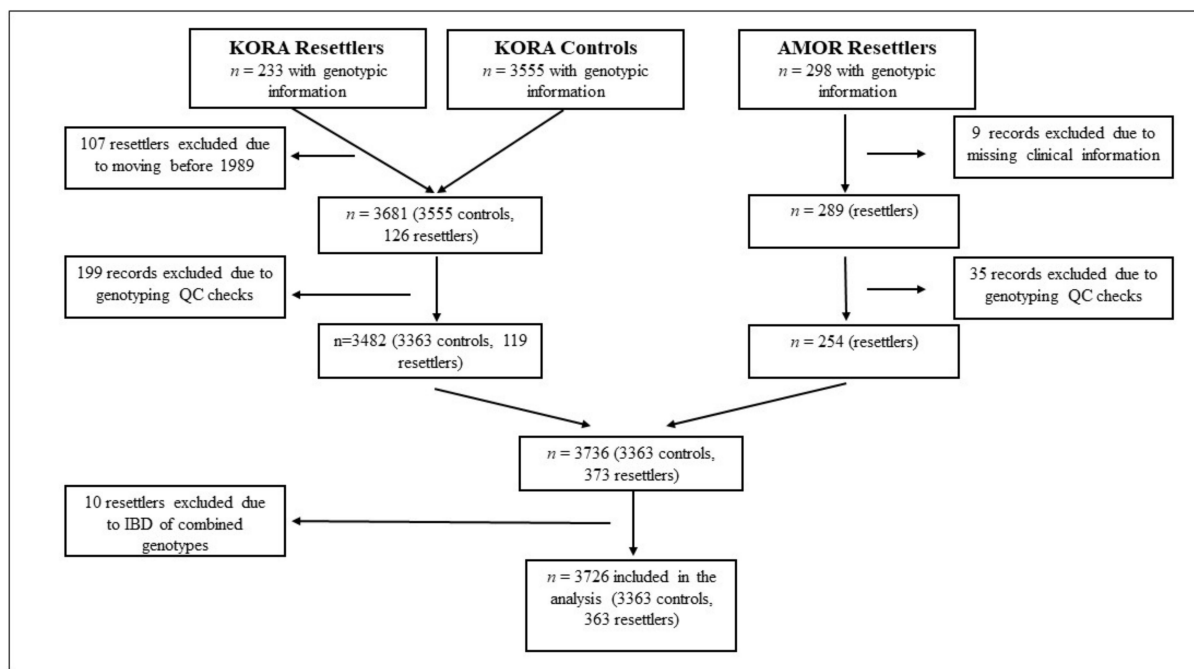 KORA Resettlers
n = 233 with genotypic
information
KORA Controls
n = 3555 with genotypic
information
AMOR Resettlers
n = 298 with genotypic
information
107 resettlers excluded due
to moving before 1989
9 records excluded due to
missing clinical information
n = 3681 (3555 controls,
126 resettlers)
n = 289 (resettlers)
199 records excluded due to
genotyping QC checks
35 records excluded due to
genotyping QC checks
n=3482 (3363 controls, 119
resettlers)
n = 254 (resettlers)
n = 3736 (3363 controls,
373 resettlers)
10 resettlers excluded due
to IBD of combined
genotypes
n = 3726 included in the
analysis (3363 controls,
363 resettlers)